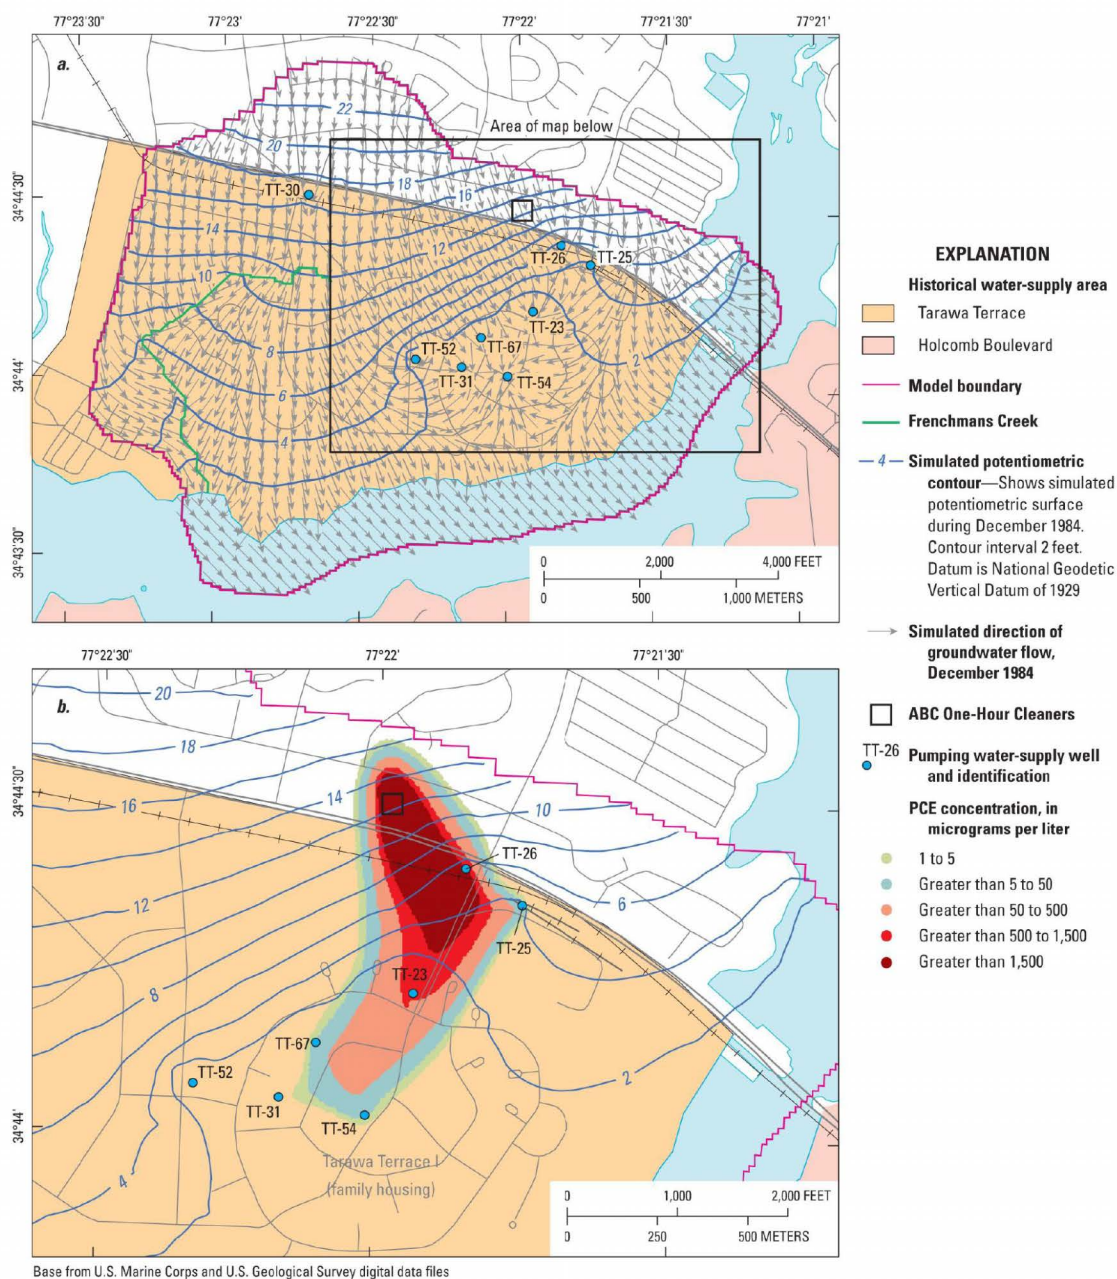 77°23'30" 77°23' 77°22'30" 77°22' 77°21'30" 77°21'
a.
22
Area of map below
20
34°44'30"
18
TT-30
16
14
12
TT-26
TT-25
10
TT-23
8
TT-67
TT-52
2
34°44'
TT-31
TT-54
6
4
34°43'30"
0 2,000 4,000 FEET
0 500 1,000 METERS
EXPLANATION
Historical water-supply area
Tarawa Terrace
Holcomb Boulevard
Model boundary
Frenchmans Creek
4 Simulated potentiometric
contour—Shows simulated
potentiometric surface
during December 1984.
Contour interval 2 feet.
Datum is National Geodetic
Vertical Datum of 1929
Simulated direction of
groundwater flow,
December 1984
ABC One-Hour Cleaners
TT-26 Pumping water-supply well
and identification
PCE concentration, in
micrograms per liter
1 to 5
Greater than 5 to 50
Greater than 50 to 500
Greater than 500 to 1,500
Greater than 1,500
77°22'30" 77°22' 77°21'30"
b.
20
18
34°44'30"
14
16
10
TT-26
12
6
TT-25
TT-23
8
TT-67
TT-52
2
TT-31
34°44'
TT-54
Tarawa Terrace I
(family housing)
4
0 1,000 2,000 FEET
0 250 500 METERS
Base from U.S. Marine Corps and U.S. Geological Survey digital data files